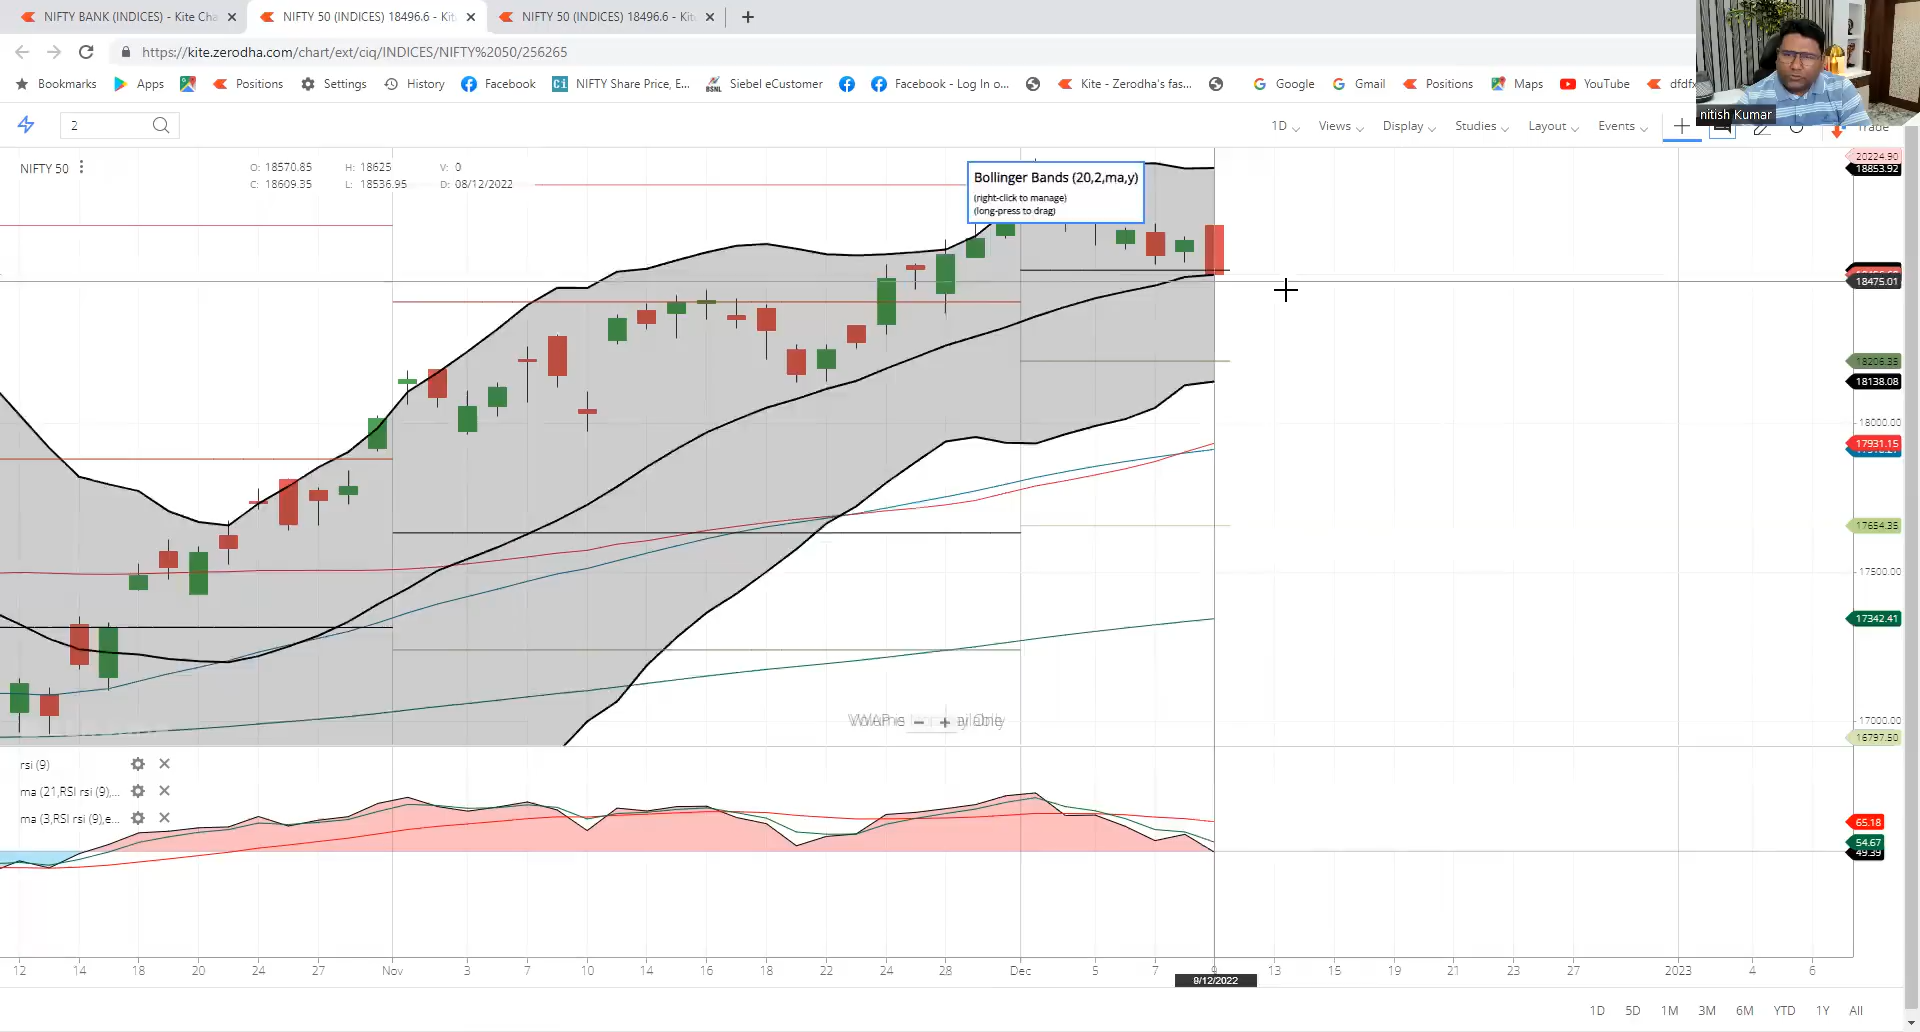 NIFTY BANK (INDICES) - Kite Cha
NIFTY 50 (INDICES) 18496.6 - Kit
NIFTY 50 (INDICES) 18496.6 - Kit
https://kite.zerodha.com/chart/ext/ciq/INDICES/NIFTY%2050/256265
Bookmarks Apps Positions Settings History Facebook NIFTY Share Price, E... Siebel eCustomer Facebook - Log In o... Kite - Zerodha's fas... Google Gmail Positions Maps YouTube dfdfx
nitish Kumar
2
1D Views Display Studies Layout Events Trade
NIFTY 50
O: 18570.85 H: 18625 V: 0
C: 18609.35 L: 18536.95 D: 08/12/2022
Bollinger Bands (20,2,ma,y)
(right-click to manage)
(long-press to drag)
20224.90
18853.92
18475.01
18206.35
18138.08
18000.00
17931.15
17654.35
17500.00
17342.41
17000.00
16797.50
rsi (9)
ma (21,RSI rsi (9),...
ma (3,RSI rsi (9),e...
65.18
54.67
49.39
12 14 18 20 24 27 Nov 3 7 10 14 16 18 22 24 28 Dec 5 7 9 13 15 19 21 23 27 2023 4 6
9/12/2022
1D 5D 1M 3M 6M YTD 1Y All